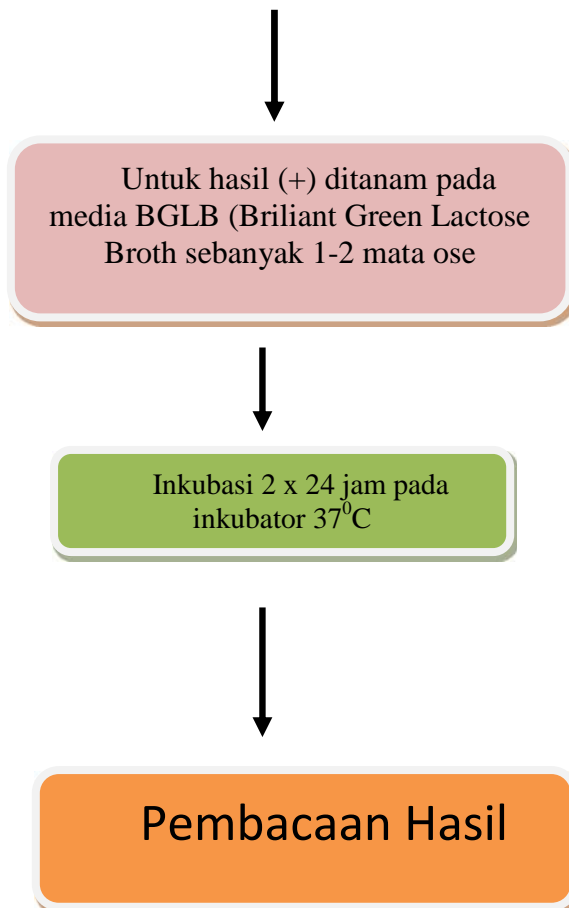 Untuk hasil (+) ditanam pada
media BGLB (Briliant Green Lactose
Broth sebanyak 1-2 mata ose
Inkubasi 2 x 24 jam pada
inkubator 37⁰C
Pembacaan Hasil